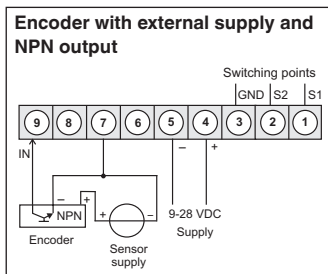 Encoder with external supply and
NPN output
Switching points
GND S2 S1
9 8 7 6 5 4 3 2 1
IN – +
– + + –
NPN
9-28 VDC
Encoder Supply
Sensor
supply